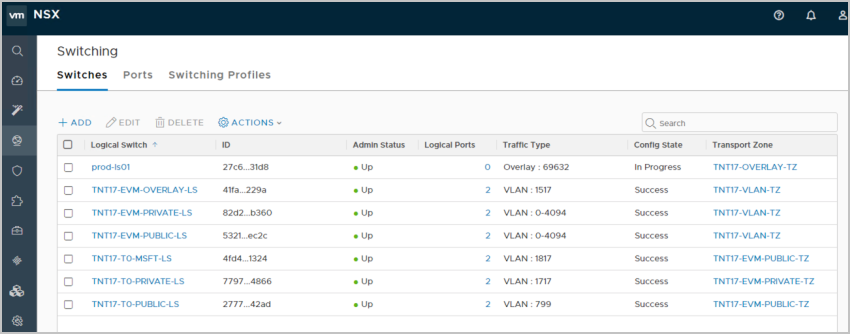 vm NSX
Switching
Switches Ports Switching Profiles
+ ADD EDIT DELETE ACTIONS Search
Logical Switch ID Admin Status Logical Ports Traffic Type Config State Transport Zone
prod-ls01 27c6...31d8 Up 0 Overlay : 69632 In Progress TNT17-OVERLAY-TZ
TNT17-EVM-OVERLAY-LS 41fa...229a Up 2 VLAN : 1517 Success TNT17-VLAN-TZ
TNT17-EVM-PRIVATE-LS 82d2...b360 Up 2 VLAN : 0-4094 Success TNT17-VLAN-TZ
TNT17-EVM-PUBLIC-LS 5321...ec2c Up 2 VLAN : 0-4094 Success TNT17-VLAN-TZ
TNT17-T0-MSFT-LS 4fd4...1324 Up 2 VLAN : 1817 Success TNT17-EVM-PUBLIC-TZ
TNT17-T0-PRIVATE-LS 7797...4866 Up 2 VLAN : 1717 Success TNT17-EVM-PRIVATE-TZ
TNT17-T0-PUBLIC-LS 2777...42ad Up 2 VLAN : 799 Success TNT17-EVM-PUBLIC-TZ